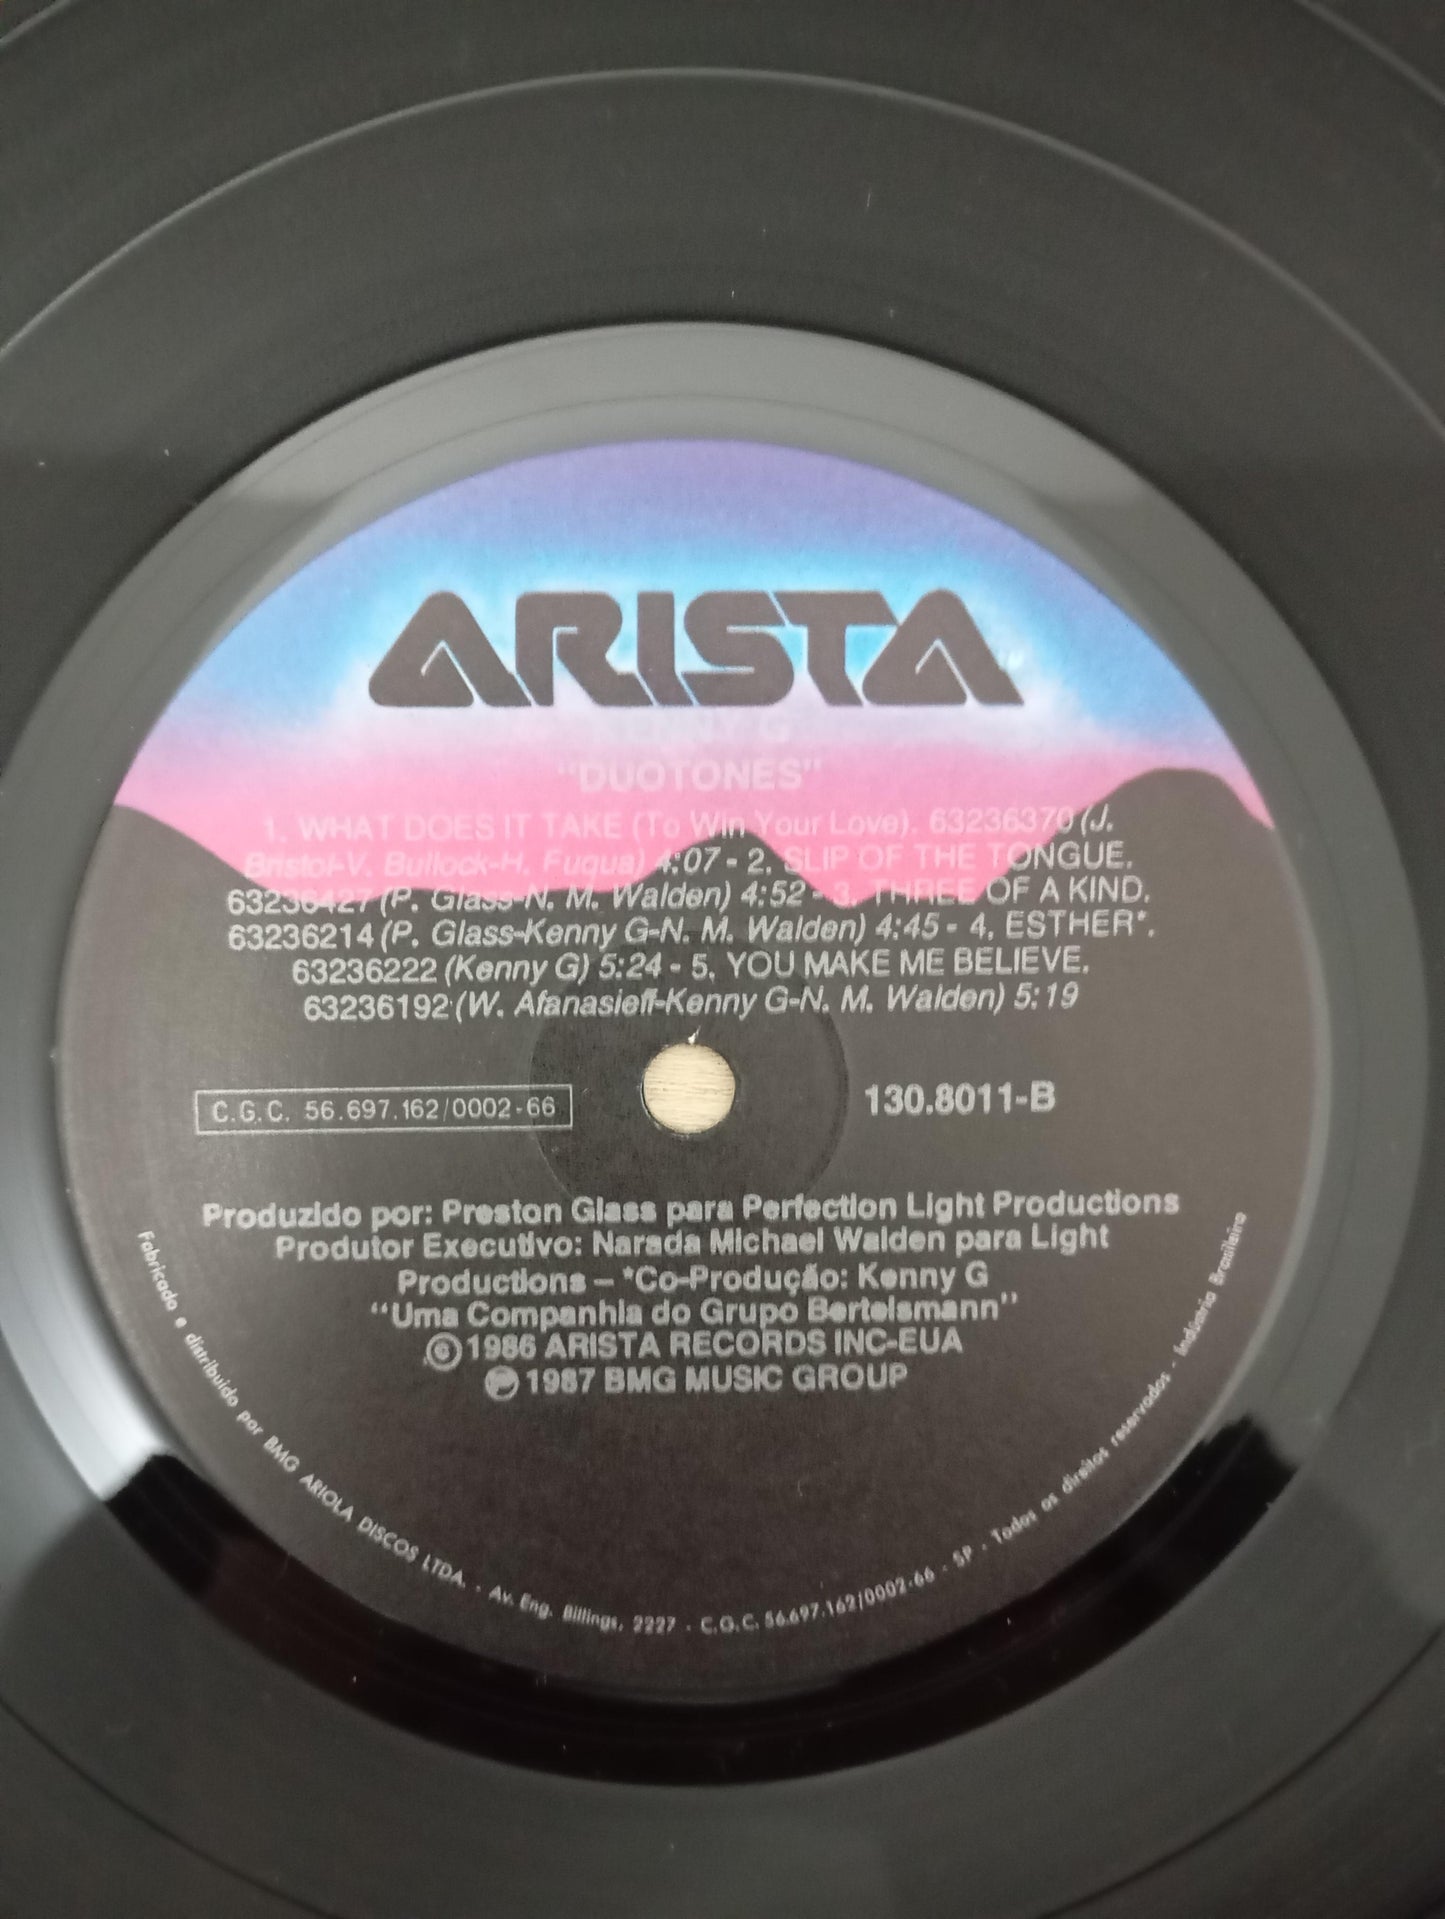 ARISTA
KENNY G
"DUOTONES"
1. WHAT DOES IT TAKE (To Win Your Love). 63236370 (J.
Bristol-V. Bullock-H. Fuqua) 4:07 - 2. SLIP OF THE TONGUE.
63236427 (P. Glass-N. M. Walden) 4:52 - 3. THREE OF A KIND.
63236214 (P. Glass-Kenny G-N. M. Walden) 4:45 - 4. ESTHER*.
63236222 (Kenny G) 5:24 - 5. YOU MAKE ME BELIEVE.
63236192 (W. Afanasieff-Kenny G-N. M. Walden) 5:19
C.G.C. 56.697.162/0002-66
130.8011-B
Produzido por: Preston Glass para Perfection Light Productions
Produtor Executivo: Narada Michael Walden para Light
Productions – *Co-Produção: Kenny G
"Uma Companhia do Grupo Bertelsmann"
© 1986 ARISTA RECORDS INC-EUA
℗ 1987 BMG MUSIC GROUP
Fabricado e distribuido por BMG ARIOLA DISCOS LTDA. - Av. Eng. Billings, 2227 - C.G.C. 56.697.162/0002-66 - SP - Todos os direitos reservados - Indústria Brasileira